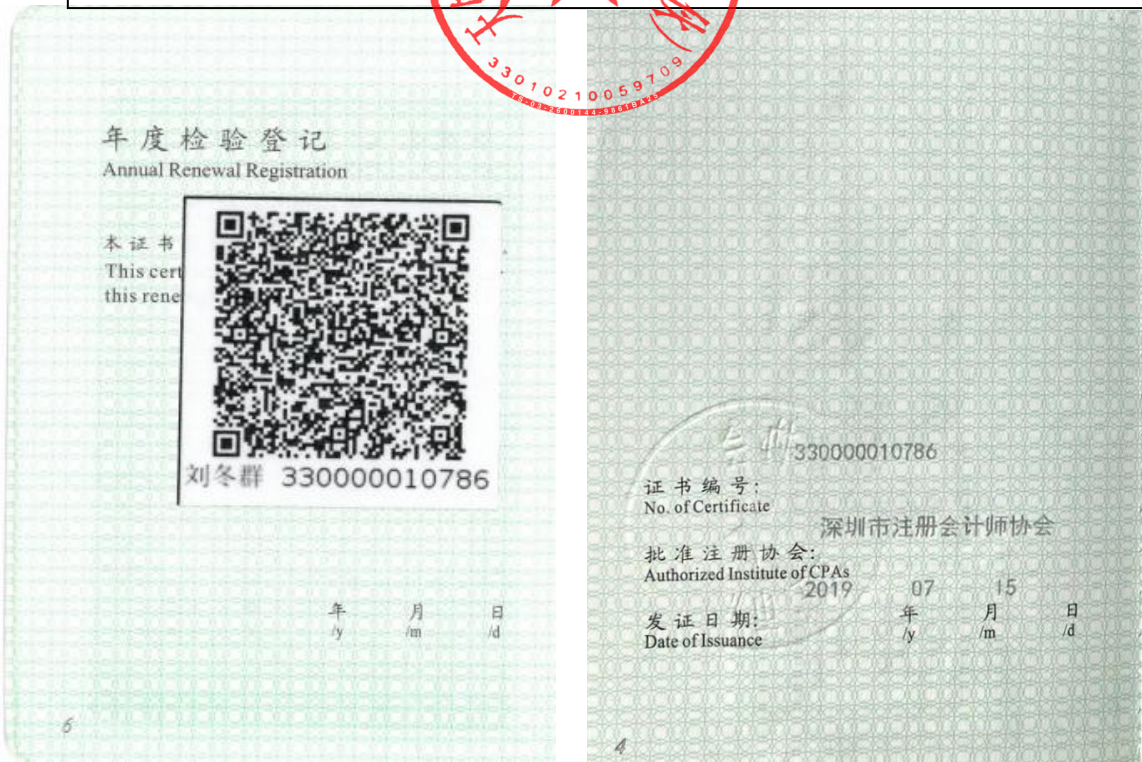 33010210059709
年度检验登记
Annual Renewal Registration
本证书
This cert
this rene
刘冬群 330000010786
年 月 日
/y /m /d
6
330000010786
证书编号:
No. of Certificate
深圳市注册会计师协会
批准注册协会:
Authorized Institute of CPAs
2019 07 15
发证日期: 年 月 日
Date of Issuance /y /m /d
4